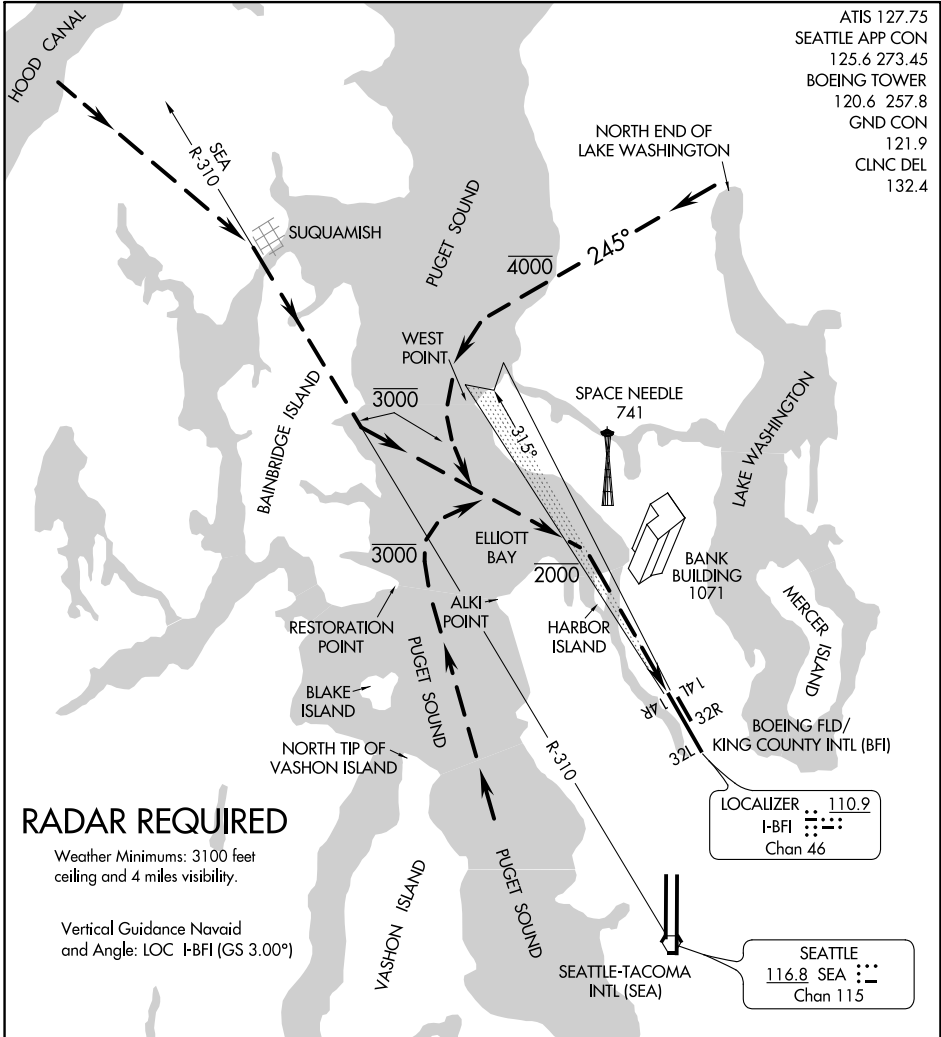 ATIS 127.75
SEATTLE APP CON
125.6 273.45
BOEING TOWER
120.6 257.8
GND CON
121.9
CLNC DEL
132.4
HOOD CANAL
SEA
R-310
SUQUAMISH
PUGET SOUND
NORTH END OF
LAKE WASHINGTON
245°
4000
WEST
POINT
3000
BAINBRIDGE ISLAND
315°
SPACE NEEDLE
741
LAKE WASHINGTON
3000
ELLIOTT
BAY
2000
BANK
BUILDING
1071
MERCER
ISLAND
RESTORATION
POINT
ALKI
POINT
HARBOR
ISLAND
PUGET SOUND
BLAKE
ISLAND
NORTH TIP OF
VASHON ISLAND
R-310
14L
14R
32R
32L
BOEING FLD/
KING COUNTY INTL (BFI)
LOCALIZER 110.9
I-BFI
Chan 46
RADAR REQUIRED
Weather Minimums: 3100 feet
ceiling and 4 miles visibility.
Vertical Guidance Navaid
and Angle: LOC I-BFI (GS 3.00°)
VASHON ISLAND
PUGET SOUND
SEATTLE-TACOMA
INTL (SEA)
SEATTLE
116.8 SEA
Chan 115